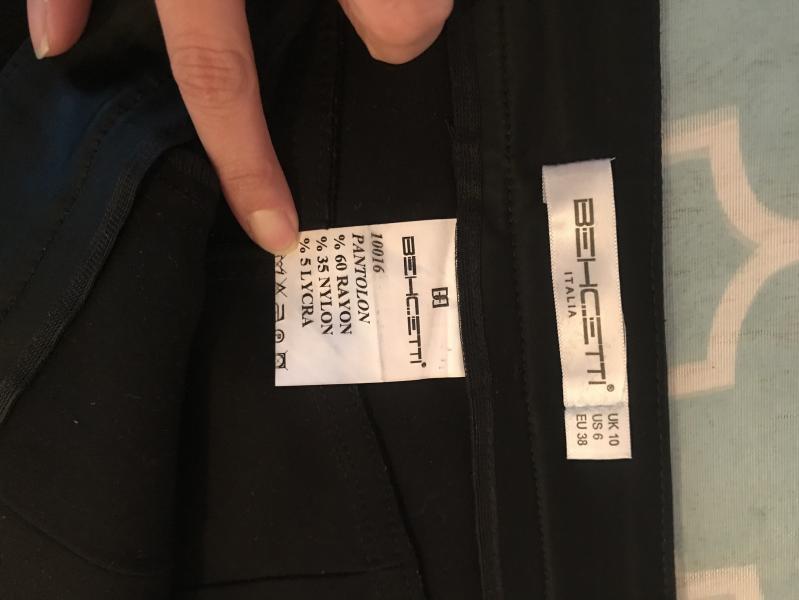 BEHCETTI®
10016
PANTOLON
% 60 RAYON
% 35 NYLON
% 5 LYCRA
BEHCETTI®
ITALIA
UK 10
US 6
EU 38